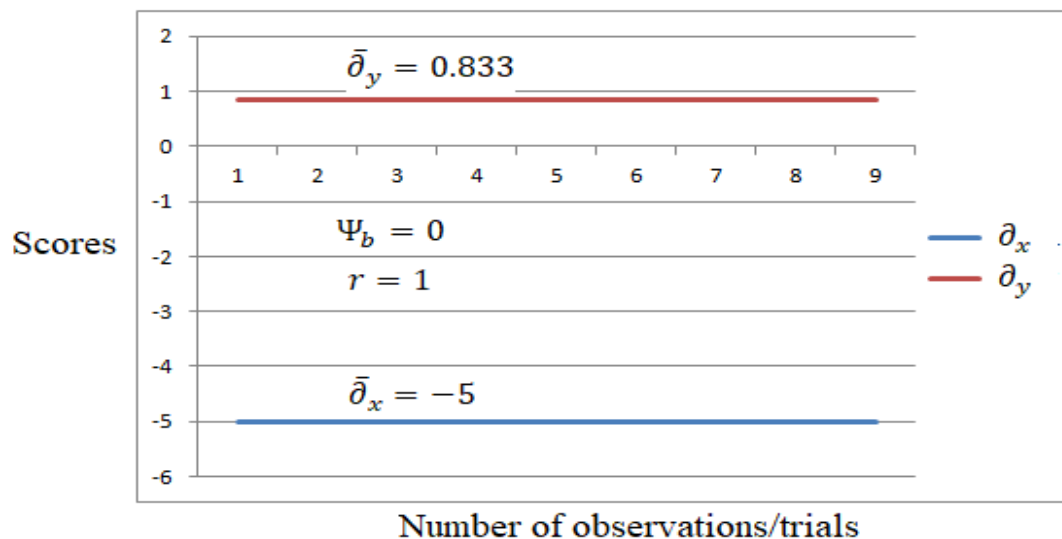 2
∂̄y = 0.833
1
0
1 2 3 4 5 6 7 8 9
-1
Ψb = 0
Scores
∂x
-2
r = 1
∂y
-3
-4
∂̄x = −5
-5
-6
Number of observations/trials